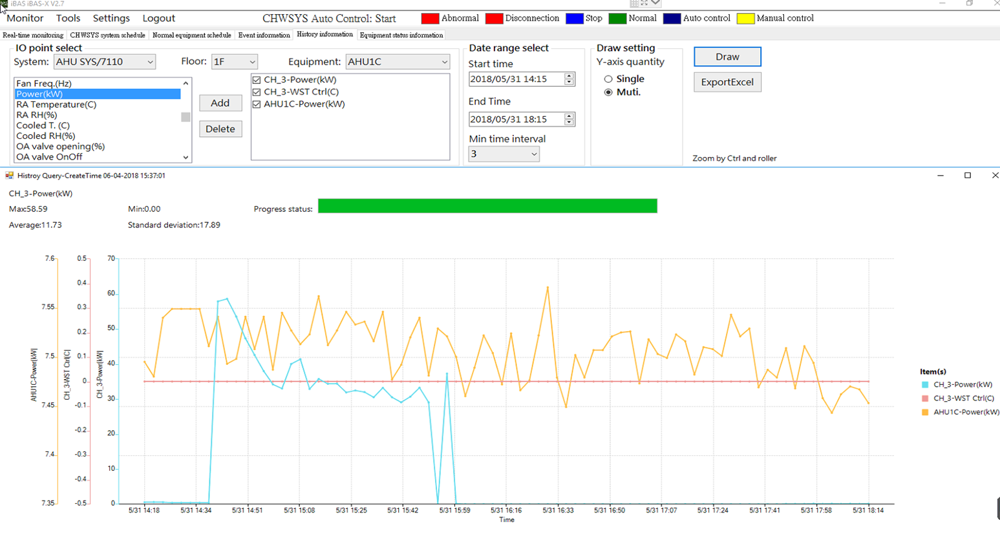 iBAS iBAS-X V2.7
Monitor Tools Settings Logout CHWSYS Auto Control: Start Abnormal Disconnection Stop Normal Auto control Manual control
Real-time monitoring CHWSYS system schedule Normal equipment schedule Event information History information Equipment status information
IO point select
System: AHU SYS/7110 Floor: 1F Equipment: AHU1C
Fan Freq.(Hz)
Power(kW)
RA Temperature(C)
RA RH(%)
Cooled T. (C)
Cooled RH(%)
OA valve opening(%)
OA valve OnOff
Add
Delete
CH_3-Power(kW)
CH_3-WST Ctrl(C)
AHU1C-Power(kW)
Date range select
Start time
2018/05/31 14:15
End Time
2018/05/31 18:15
Min time interval
3
Draw setting
Y-axis quantity
Single
Muti.
Draw
ExportExcel
Zoom by Ctrl and roller
Histroy Query-CreateTime 06-04-2018 15:37:01
CH_3-Power(kW)
Max:58.59 Min:0.00 Progress status:
Average:11.73 Standard deviation:17.89
AHU1C-Power[kW]
7.6
7.55
7.5
7.45
7.4
7.35
CH_3-WST Ctrl[C]
0.5
0.4
0.3
0.2
0.1
0
-0.1
-0.2
-0.3
-0.4
-0.5
CH_3-Power[kW]
70
60
50
40
30
20
10
0
5/31 14:18 5/31 14:34 5/31 14:51 5/31 15:08 5/31 15:25 5/31 15:42 5/31 15:59 5/31 16:16 5/31 16:33 5/31 16:50 5/31 17:07 5/31 17:24 5/31 17:41 5/31 17:58 5/31 18:14
Time
Item(s)
CH_3-Power(kW)
CH_3-WST Ctrl(C)
AHU1C-Power(kW)